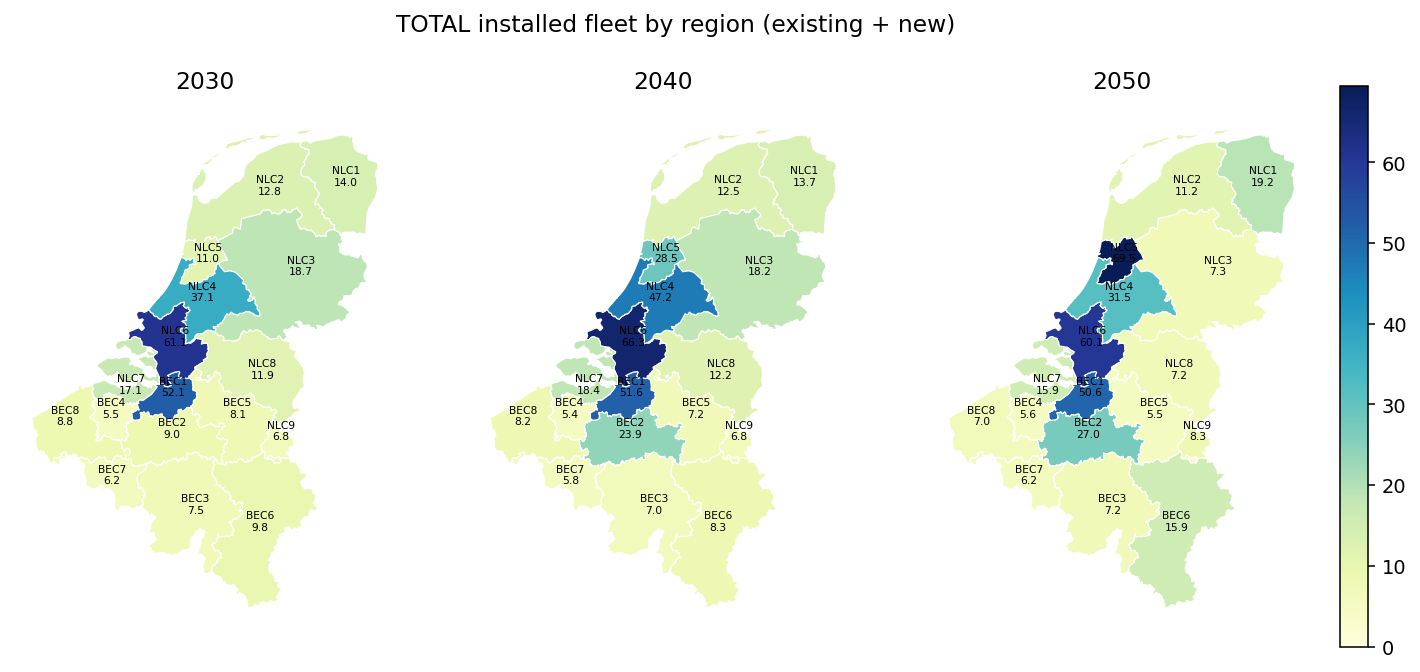 TOTAL installed fleet by region (existing + new)
2030
NLC1
14.0
NLC2
12.8
NLC5
11.0
NLC3
18.7
NLC4
37.1
NLC6
61.1
NLC8
11.9
NLC7
17.1
BEC1
52.1
BEC4
5.5
BEC5
8.1
BEC8
8.8
BEC2
9.0
NLC9
6.8
BEC7
6.2
BEC3
7.5
BEC6
9.8
2040
NLC1
13.7
NLC2
12.5
NLC5
28.5
NLC3
18.2
NLC4
47.2
NLC6
66.3
NLC8
12.2
NLC7
18.4
BEC1
51.6
BEC4
5.4
BEC5
7.2
BEC8
8.2
BEC2
23.9
NLC9
6.8
BEC7
5.8
BEC3
7.0
BEC6
8.3
2050
NLC1
19.2
NLC2
11.2
NLC5
69.5
NLC3
7.3
NLC4
31.5
NLC6
60.1
NLC8
7.2
NLC7
15.9
BEC1
50.6
BEC4
5.6
BEC5
5.5
BEC8
7.0
BEC2
27.0
NLC9
8.3
BEC7
6.2
BEC3
7.2
BEC6
15.9
60
50
40
30
20
10
0